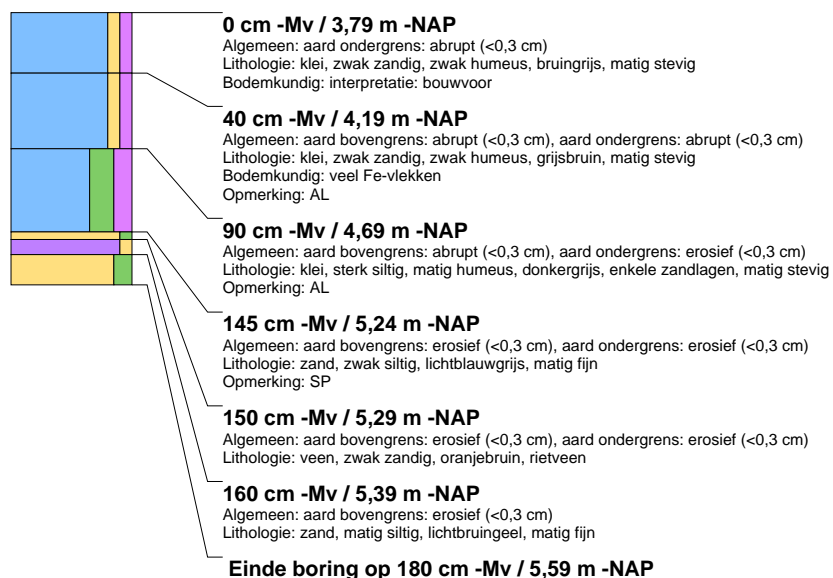 0 cm -Mv / 3,79 m -NAP
Algemeen: aard ondergrens: abrupt (<0,3 cm)
Lithologie: klei, zwak zandig, zwak humeus, bruingrijs, matig stevig
Bodemkundig: interpretatie: bouwvoor
40 cm -Mv / 4,19 m -NAP
Algemeen: aard bovengrens: abrupt (<0,3 cm), aard ondergrens: abrupt (<0,3 cm)
Lithologie: klei, zwak zandig, zwak humeus, grijsbruin, matig stevig
Bodemkundig: veel Fe-vlekken
Opmerking: AL
90 cm -Mv / 4,69 m -NAP
Algemeen: aard bovengrens: abrupt (<0,3 cm), aard ondergrens: erosief (<0,3 cm)
Lithologie: klei, sterk siltig, matig humeus, donkergrijs, enkele zandlagen, matig stevig
Opmerking: AL
145 cm -Mv / 5,24 m -NAP
Algemeen: aard bovengrens: erosief (<0,3 cm), aard ondergrens: erosief (<0,3 cm)
Lithologie: zand, zwak siltig, lichtblauwgrijs, matig fijn
Opmerking: SP
150 cm -Mv / 5,29 m -NAP
Algemeen: aard bovengrens: erosief (<0,3 cm), aard ondergrens: erosief (<0,3 cm)
Lithologie: veen, zwak zandig, oranjebruin, rietveen
160 cm -Mv / 5,39 m -NAP
Algemeen: aard bovengrens: erosief (<0,3 cm)
Lithologie: zand, matig siltig, lichtbruingeel, matig fijn
Einde boring op 180 cm -Mv / 5,59 m -NAP